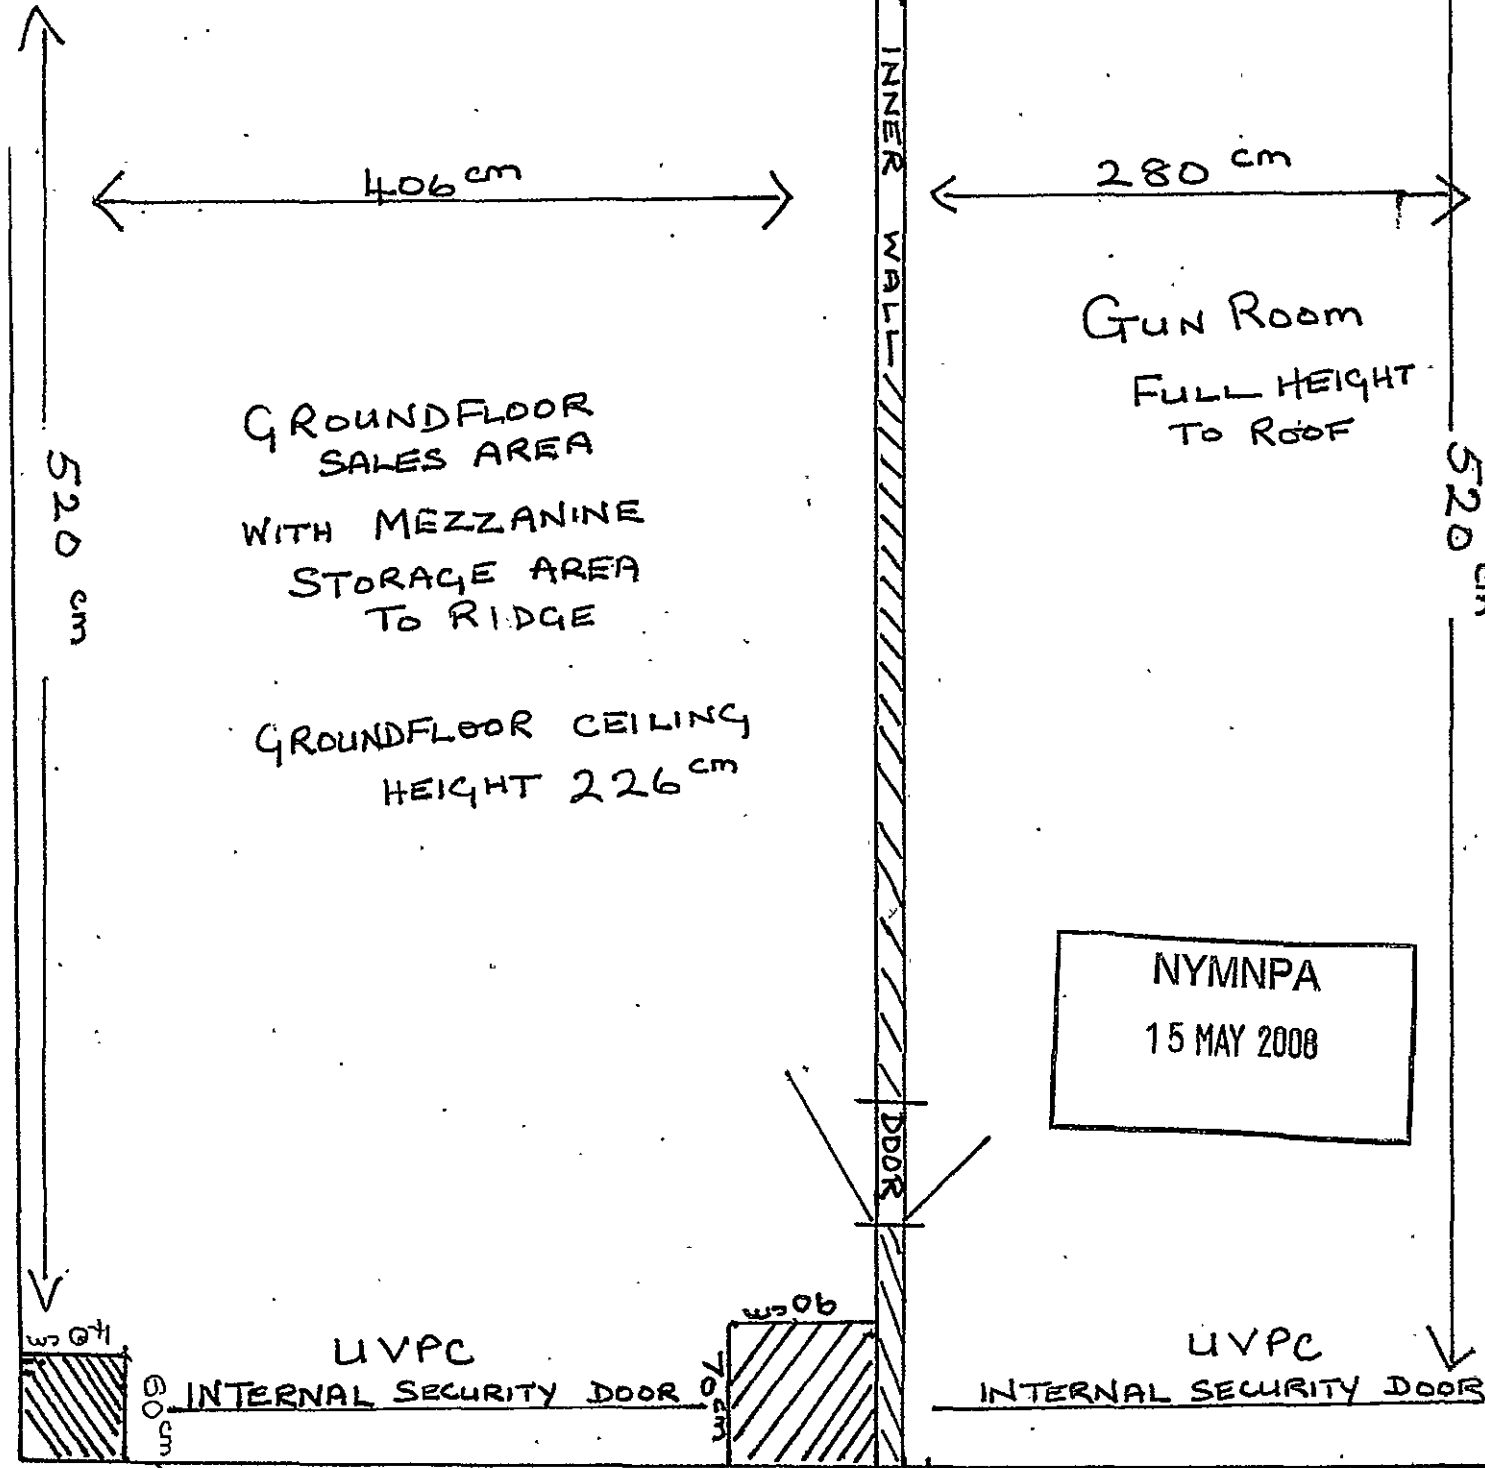 406 cm
280 cm
INNER WALL
GUN ROOM
FULL HEIGHT
TO ROOF
GROUNDFLOOR
SALES AREA
WITH MEZZANINE
STORAGE AREA
TO RIDGE
GROUNDFLOOR CEILING
HEIGHT 226 cm
520 cm
520 cm
NYMNPA
15 MAY 2008
DOOR
40 cm
60 cm
UVPC
INTERNAL SECURITY DOOR
90 cm
70 cm
UVPC
INTERNAL SECURITY DOOR